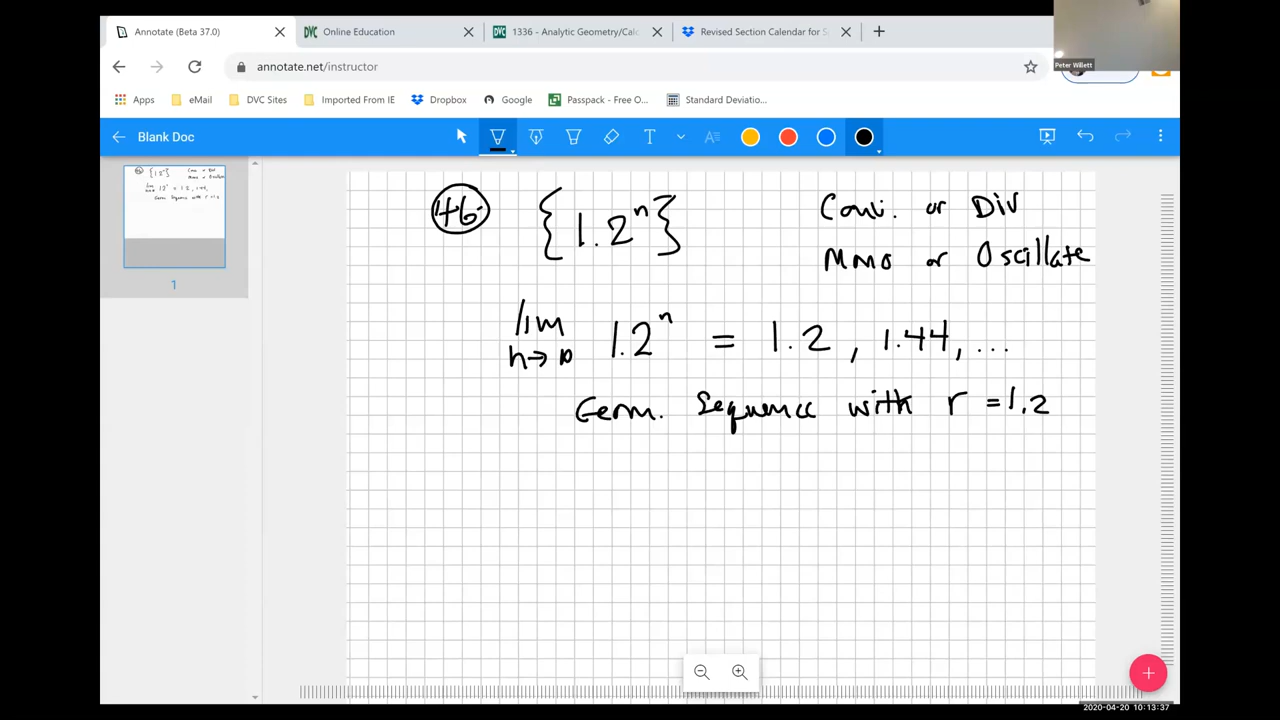 Annotate (Beta 37.0)
Online Education
1336 - Analytic Geometry/Calc
Revised Section Calendar for S
Peter Willett
annotate.net/instructor
Apps
eMail
DVC Sites
Imported From IE
Dropbox
Google
Passpack - Free O...
Standard Deviatio...
Blank Doc
46 {1.2ⁿ} Conv. or Div
Mono or Oscillate
lim n→∞ 1.2ⁿ = 1.2, 1.44, ...
Geom. Sequence with r = 1.2
1
2020-04-20 10:13:37